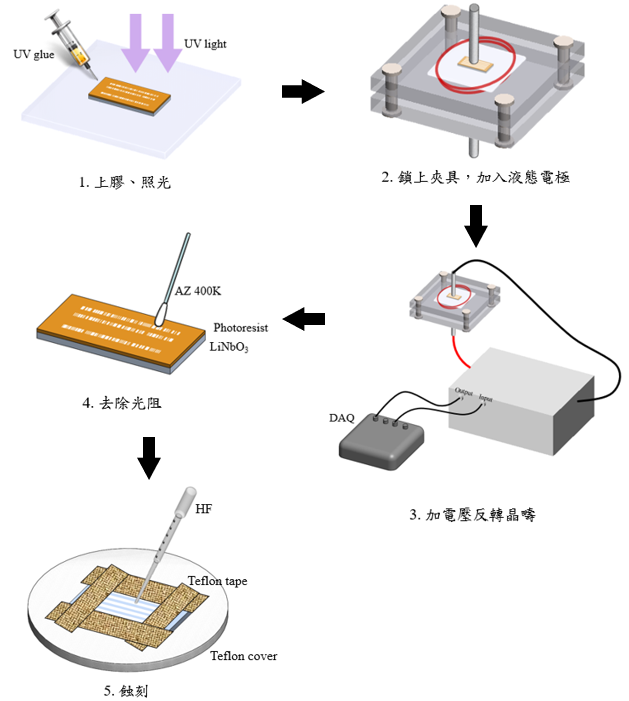 UV glue
UV light
1. 上膠、照光
2. 鎖上夾具，加入液態電極
AZ 400K
Photoresist
LiNbO3
4. 去除光阻
Output
Input
DAQ
3. 加電壓反轉晶疇
HF
Teflon tape
Teflon cover
5. 蝕刻